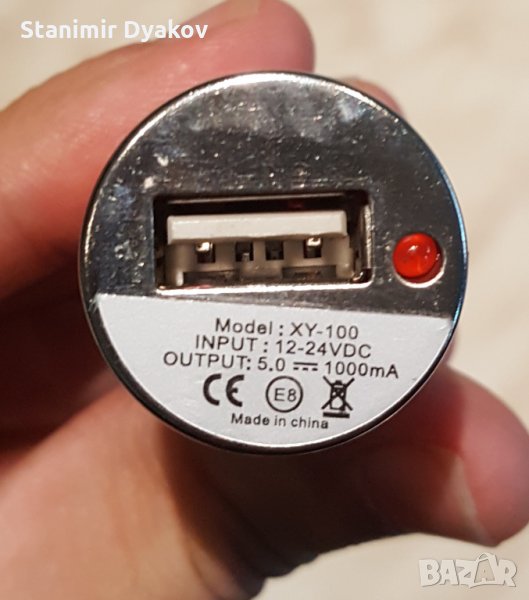 Stanimir Dyakov
Model : XY-100
INPUT : 12-24VDC
OUTPUT: 5.0 ⎓ 1000mA
CE E8
Made in china
BAZAR